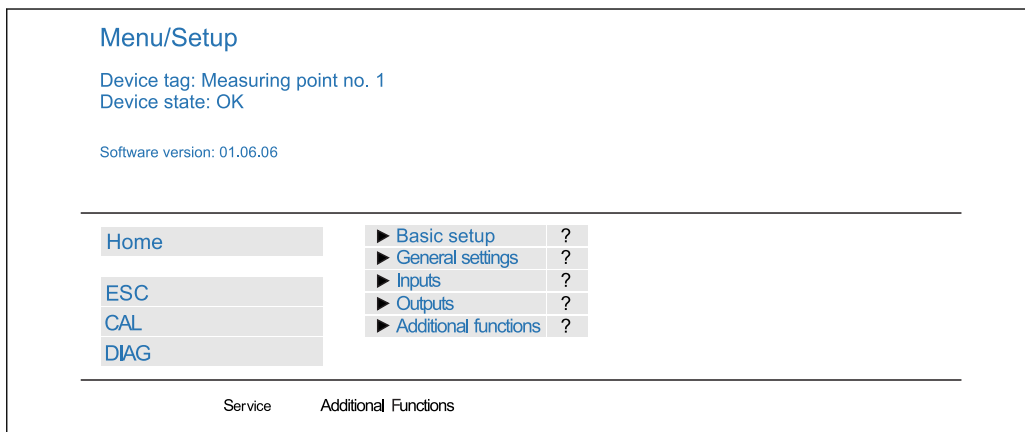 Menu/Setup
Device tag: Measuring point no. 1
Device state: OK
Software version: 01.06.06
Home
ESC
CAL
DIAG
► Basic setup ?
► General settings ?
► Inputs ?
► Outputs ?
► Additional functions ?
Service Additional Functions